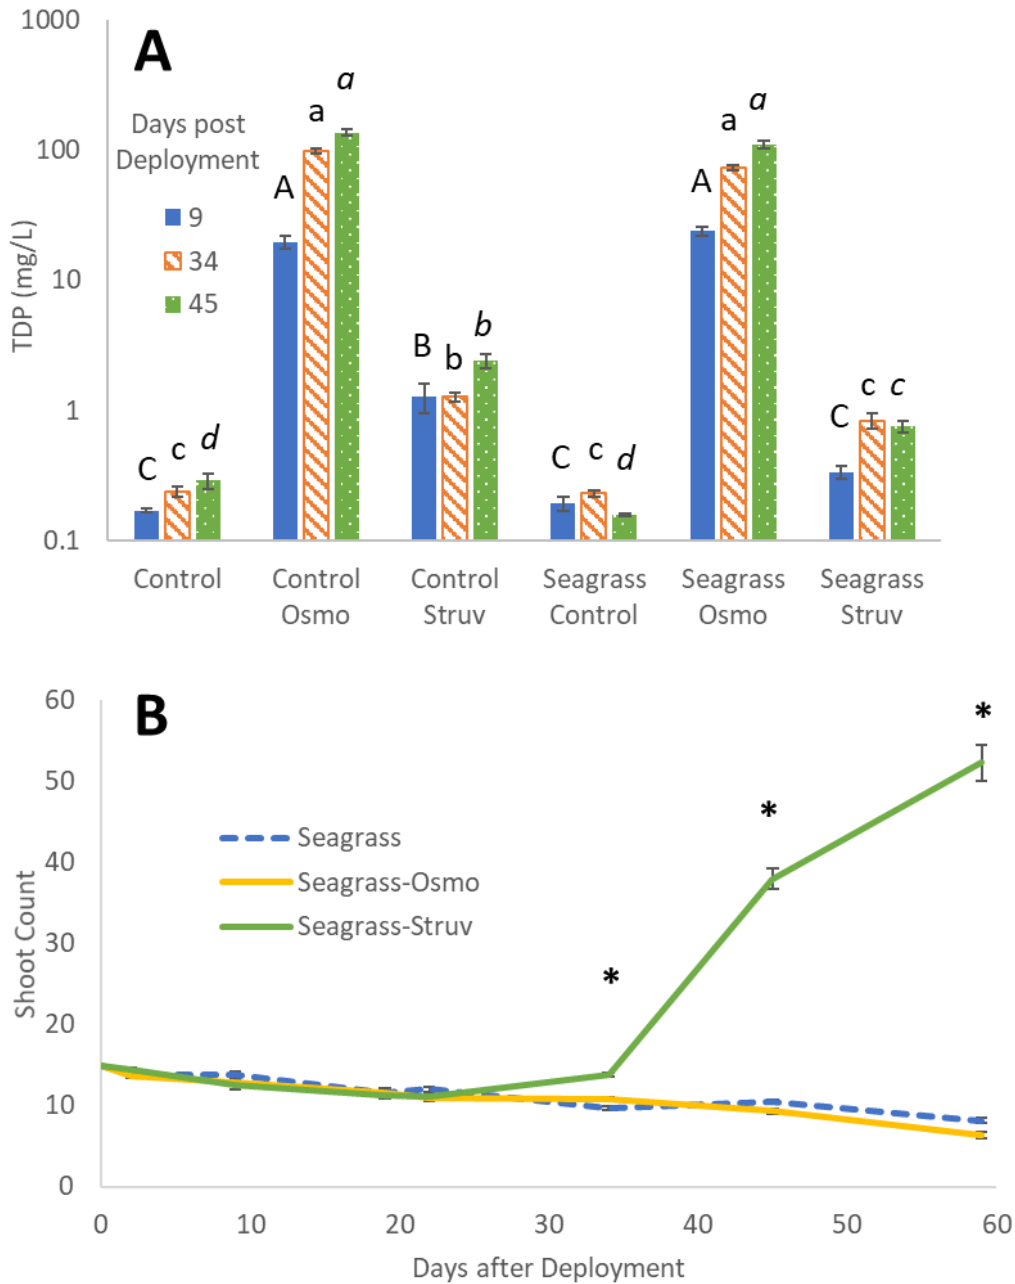 A
1000
100
10
1
0.1
TDP (mg/L)
Days post
Deployment
9
34
45
A a a
B b b
C c d
C c d
A a a
C c c
Control
Control
Osmo
Control
Struv
Seagrass
Control
Seagrass
Osmo
Seagrass
Struv
B
60
50
40
30
20
10
0
Shoot Count
Seagrass
Seagrass-Osmo
Seagrass-Struv
*
*
*
0 10 20 30 40 50 60
Days after Deployment